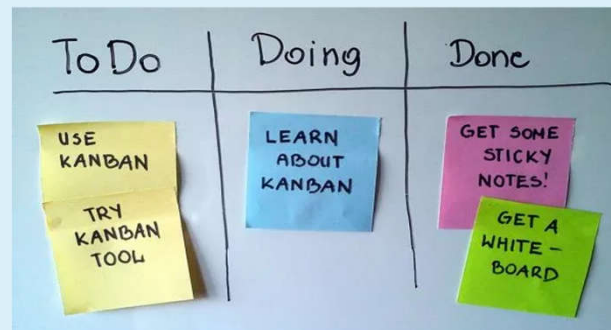 To Do
Doing
Done
USE
KANBAN
TRY
KANBAN
TOOL
LEARN
ABOUT
KANBAN
GET SOME
STICKY
NOTES!
GET A
WHITE-
BOARD